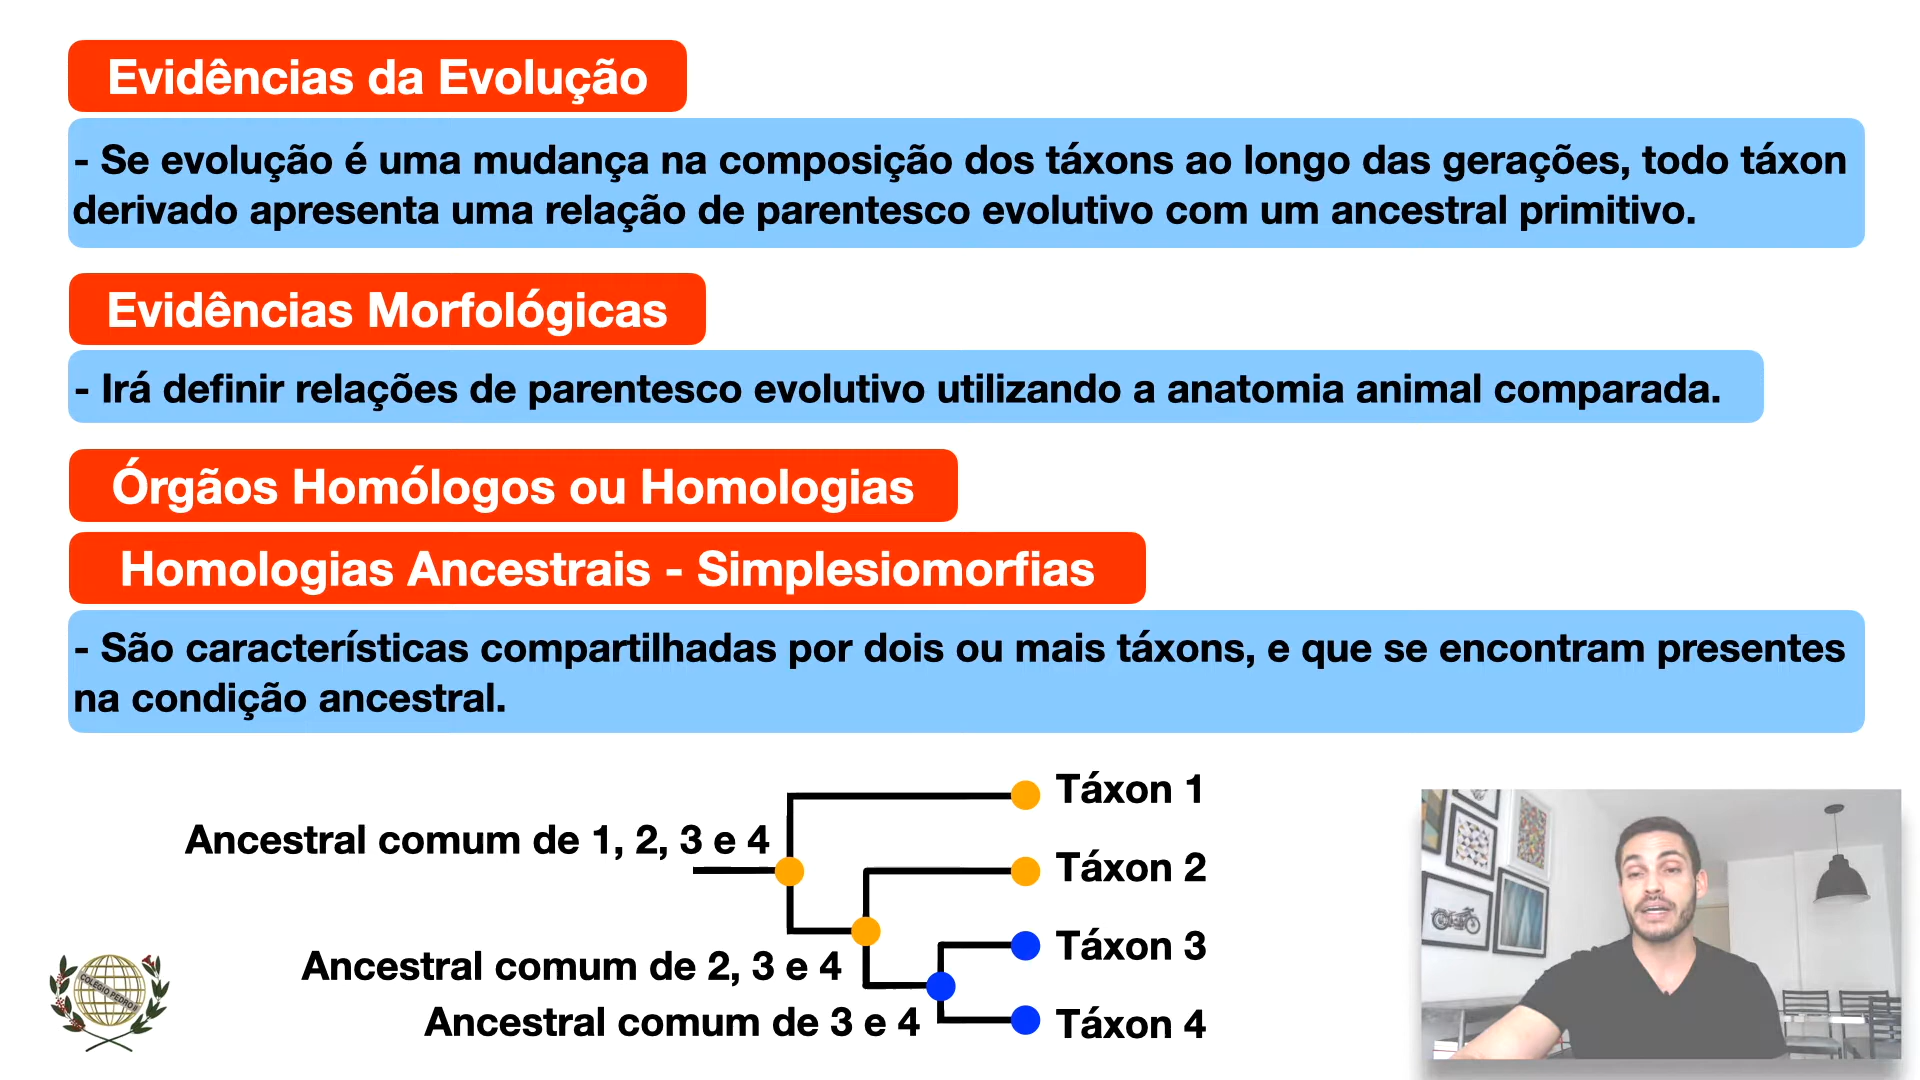 Evidências da Evolução
- Se evolução é uma mudança na composição dos táxons ao longo das gerações, todo táxon
derivado apresenta uma relação de parentesco evolutivo com um ancestral primitivo.
Evidências Morfológicas
- Irá definir relações de parentesco evolutivo utilizando a anatomia animal comparada.
Órgãos Homólogos ou Homologias
Homologias Ancestrais - Simplesiomorfias
- São características compartilhadas por dois ou mais táxons, e que se encontram presentes
na condição ancestral.
Táxon 1
Ancestral comum de 1, 2, 3 e 4
Táxon 2
Táxon 3
Ancestral comum de 2, 3 e 4
Ancestral comum de 3 e 4
Táxon 4
COLEGIO PEDRO II